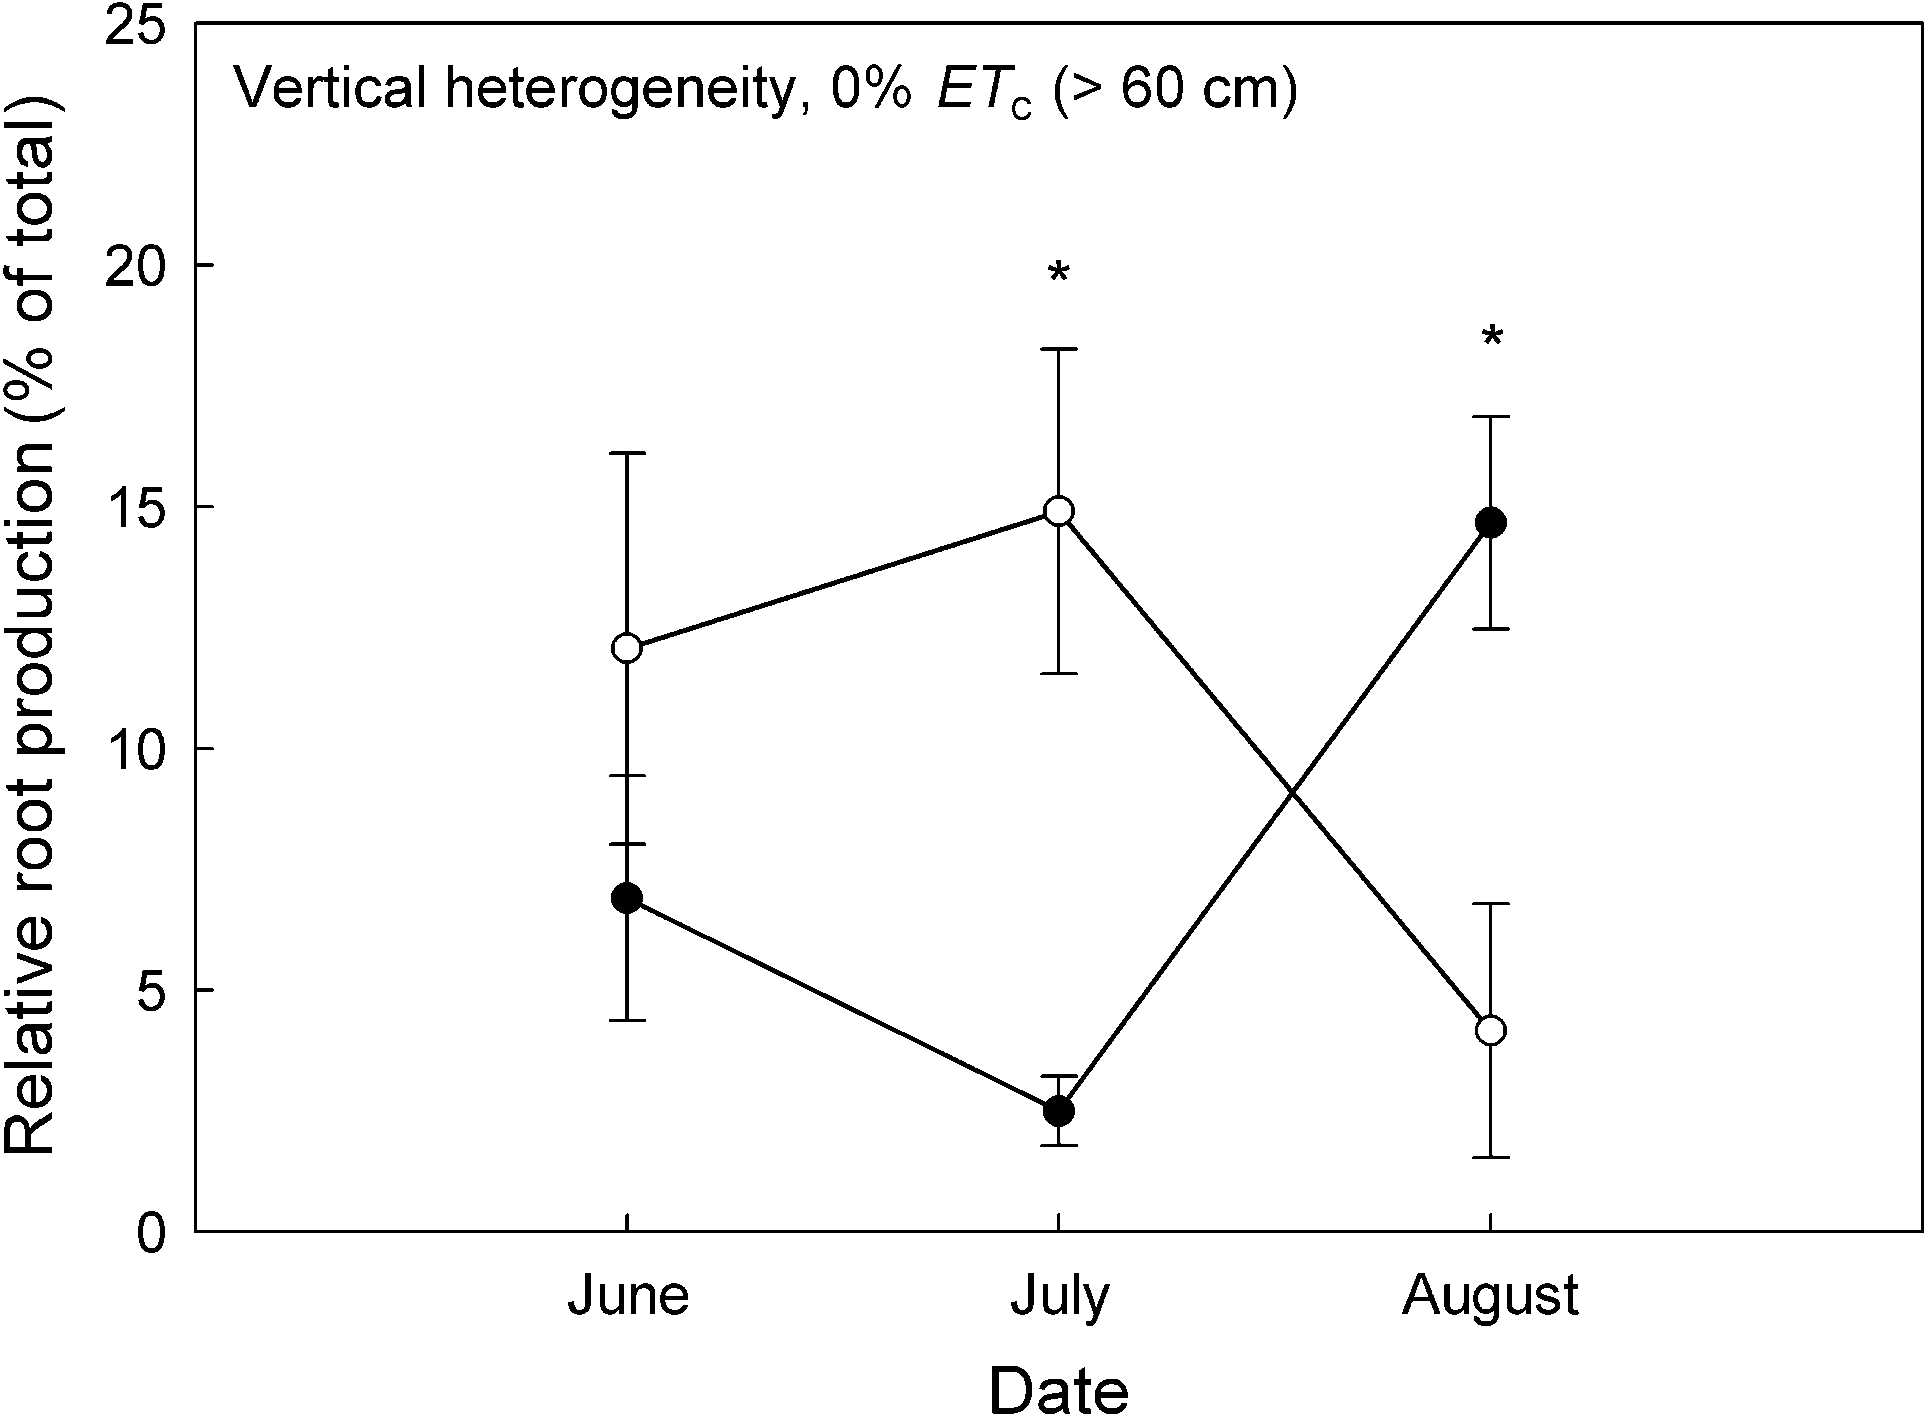 Vertical heterogeneity, 0% ETc (> 60 cm)
Relative root production (% of total)
25
20
15
10
5
0
*
*
June July August
Date